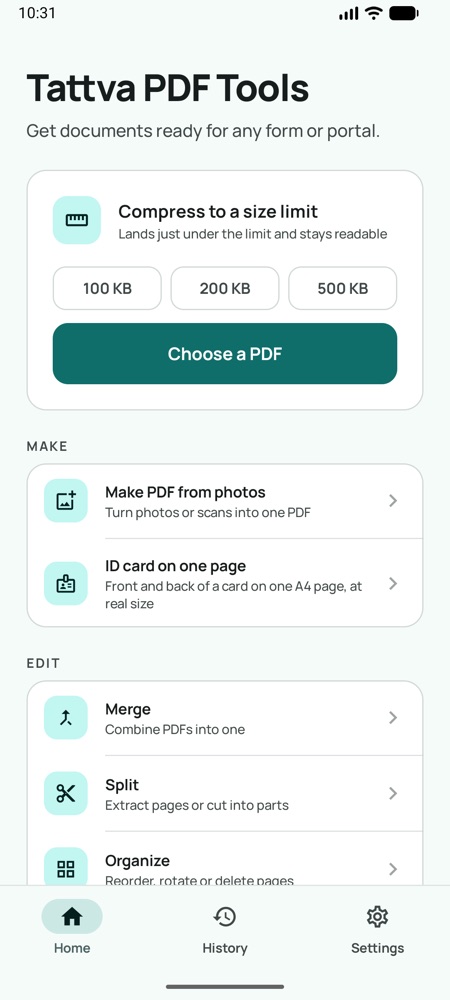 10:31
Tattva PDF Tools
Get documents ready for any form or portal.
Compress to a size limit
Lands just under the limit and stays readable
100 KB
200 KB
500 KB
Choose a PDF
MAKE
Make PDF from photos
Turn photos or scans into one PDF
ID card on one page
Front and back of a card on one A4 page, at
real size
EDIT
Merge
Combine PDFs into one
Split
Extract pages or cut into parts
Organize
Reorder, rotate or delete pages
Home
History
Settings